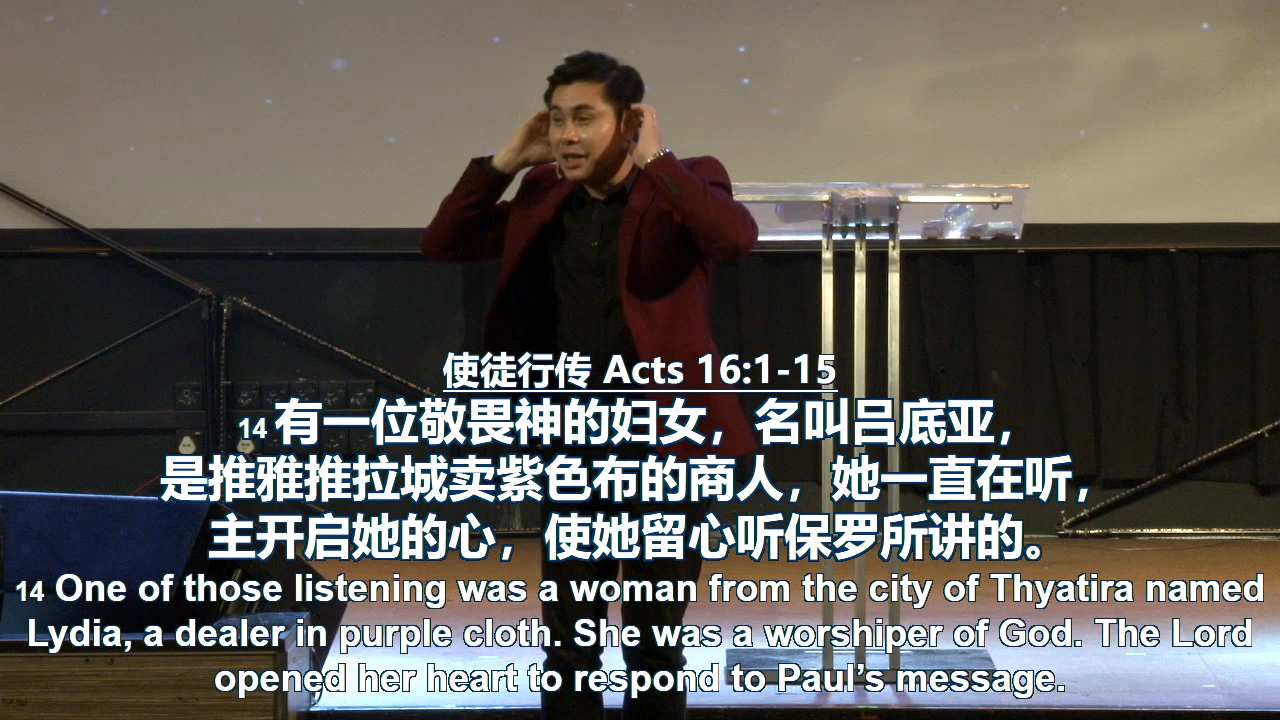 使徒行传 Acts 16:1-15
14 有一位敬畏神的妇女，名叫吕底亚，
是推雅推拉城卖紫色布的商人，她一直在听，
主开启她的心，使她留心听保罗所讲的。
14 One of those listening was a woman from the city of Thyatira named
Lydia, a dealer in purple cloth. She was a worshiper of God. The Lord
opened her heart to respond to Paul’s message.